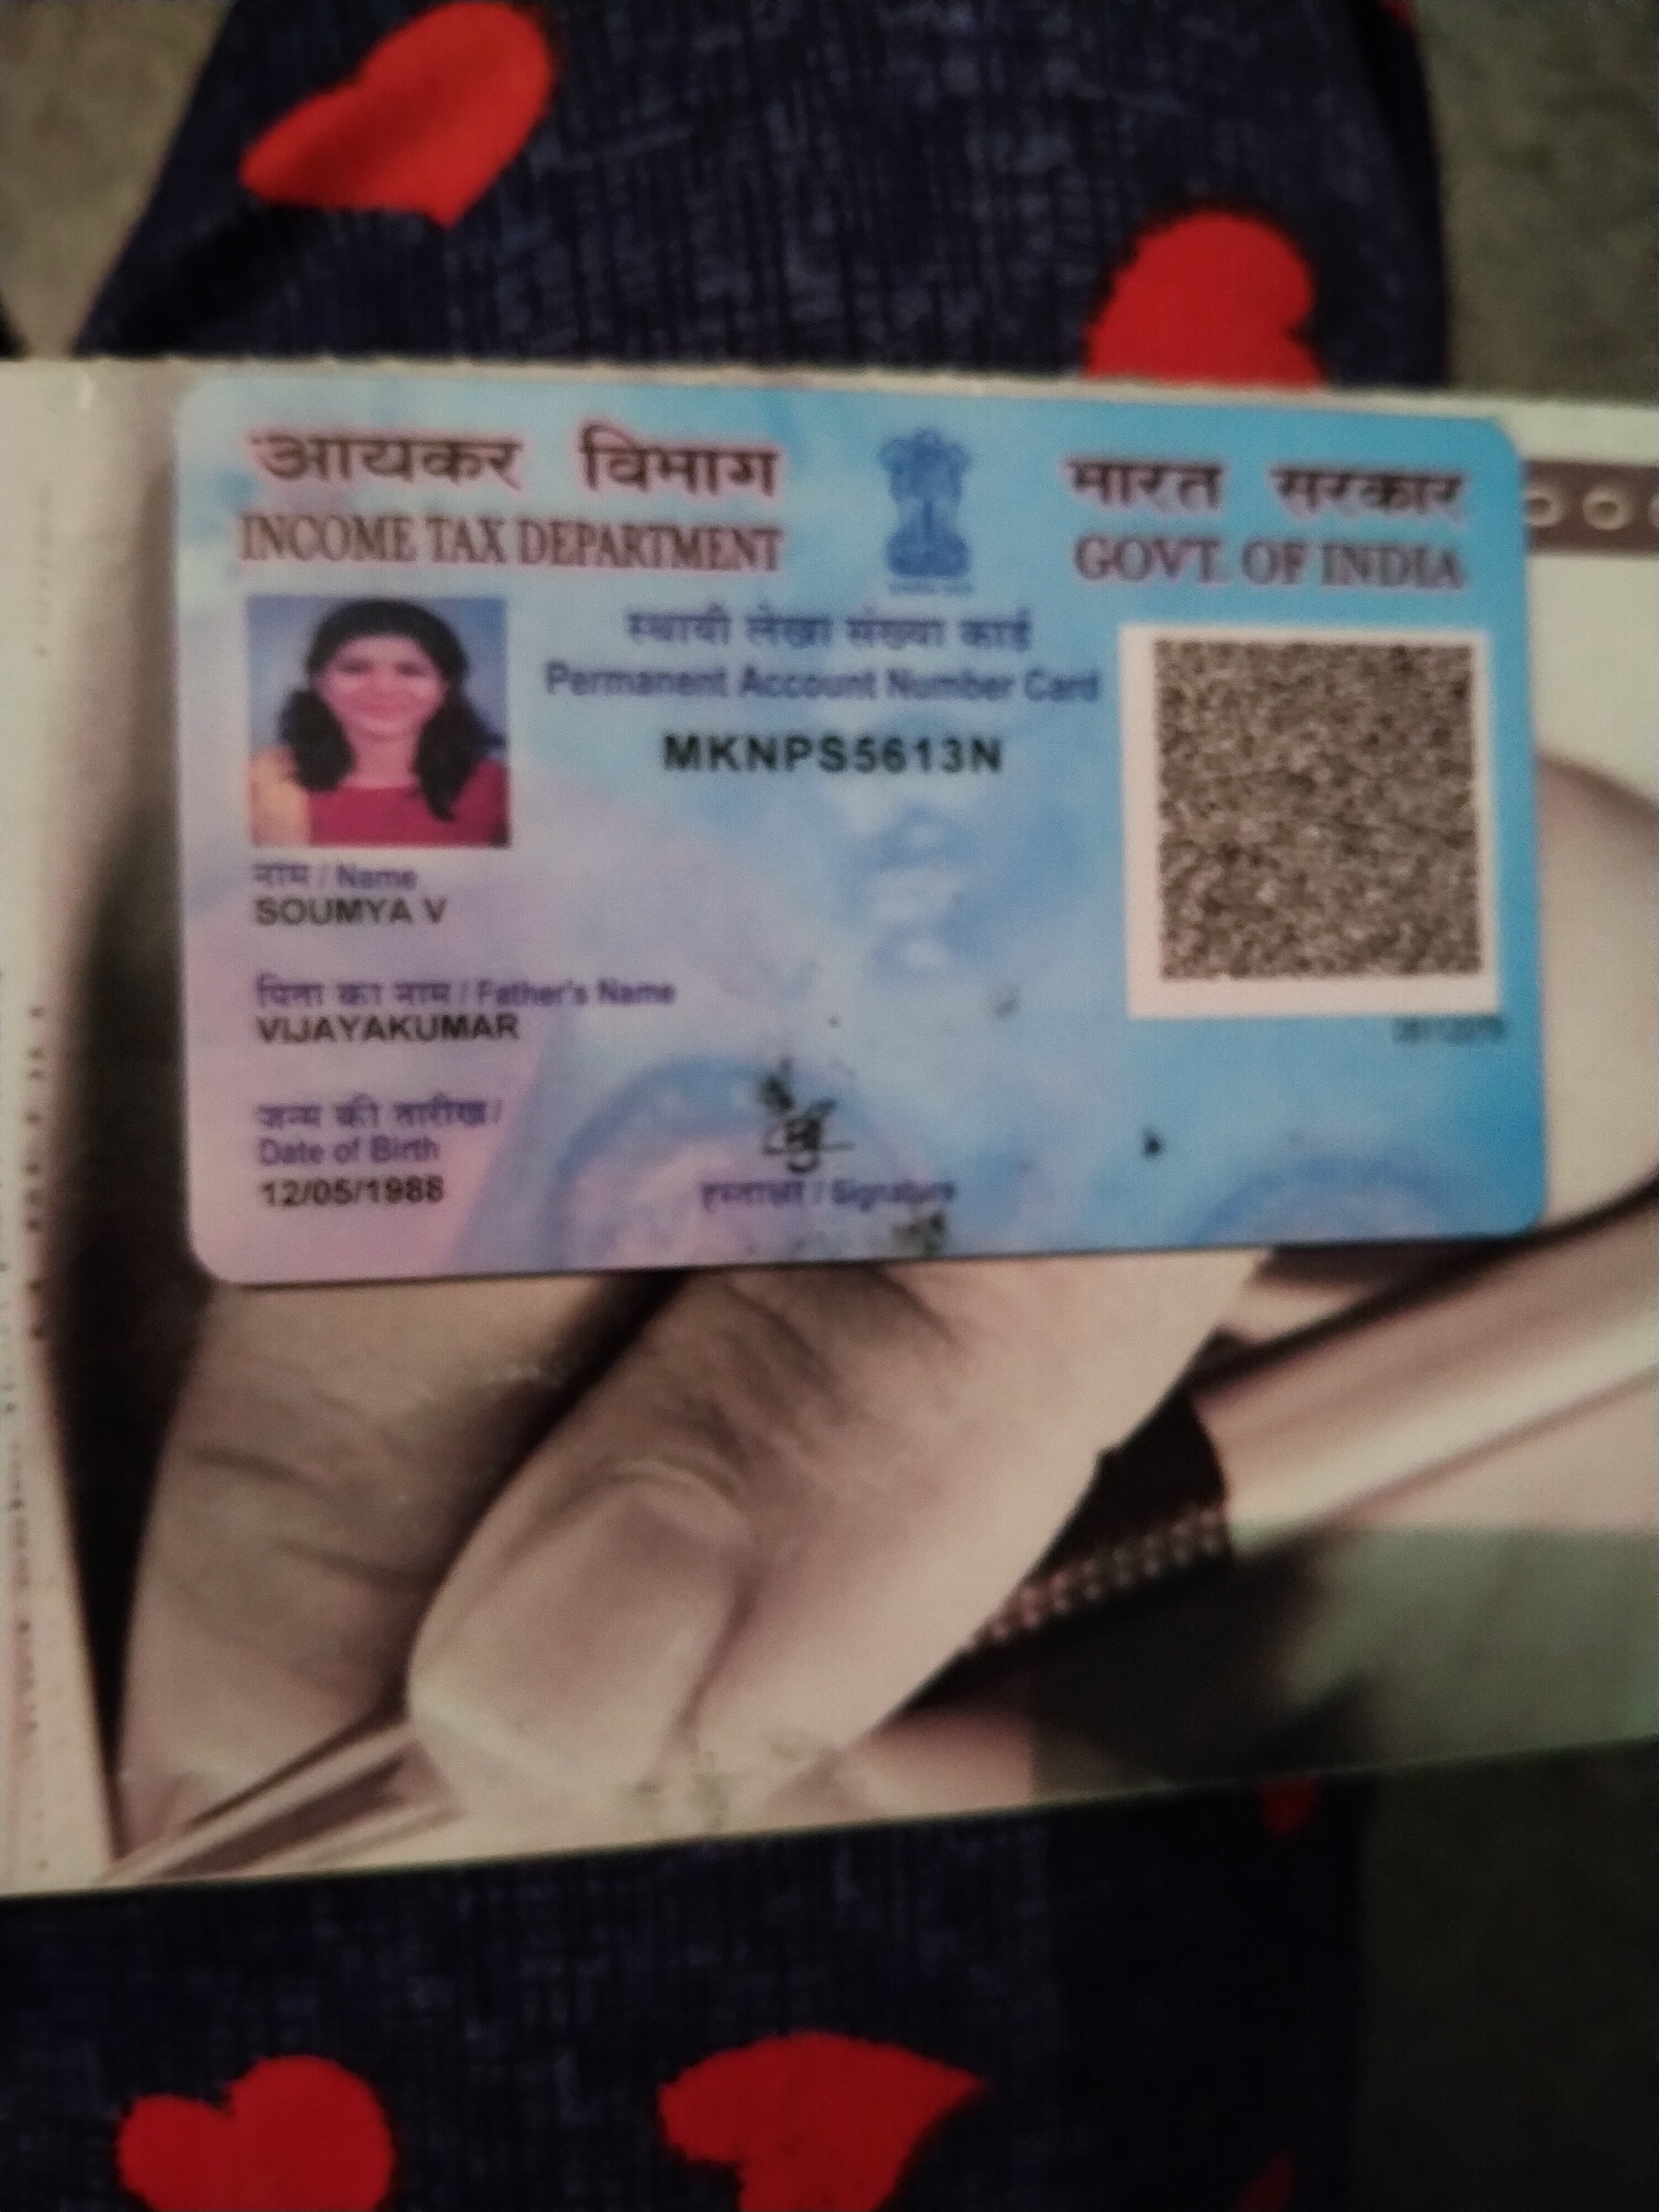 आयकर विभाग
INCOME TAX DEPARTMENT
भारत सरकार
GOVT. OF INDIA
स्थायी लेखा संख्या कार्ड
Permanent Account Number Card
MKNPS5613N
नाम / Name
SOUMYA V
पिता का नाम / Father's Name
VIJAYAKUMAR
जन्म की तारीख /
Date of Birth
12/05/1988
हस्ताक्षर / Signature